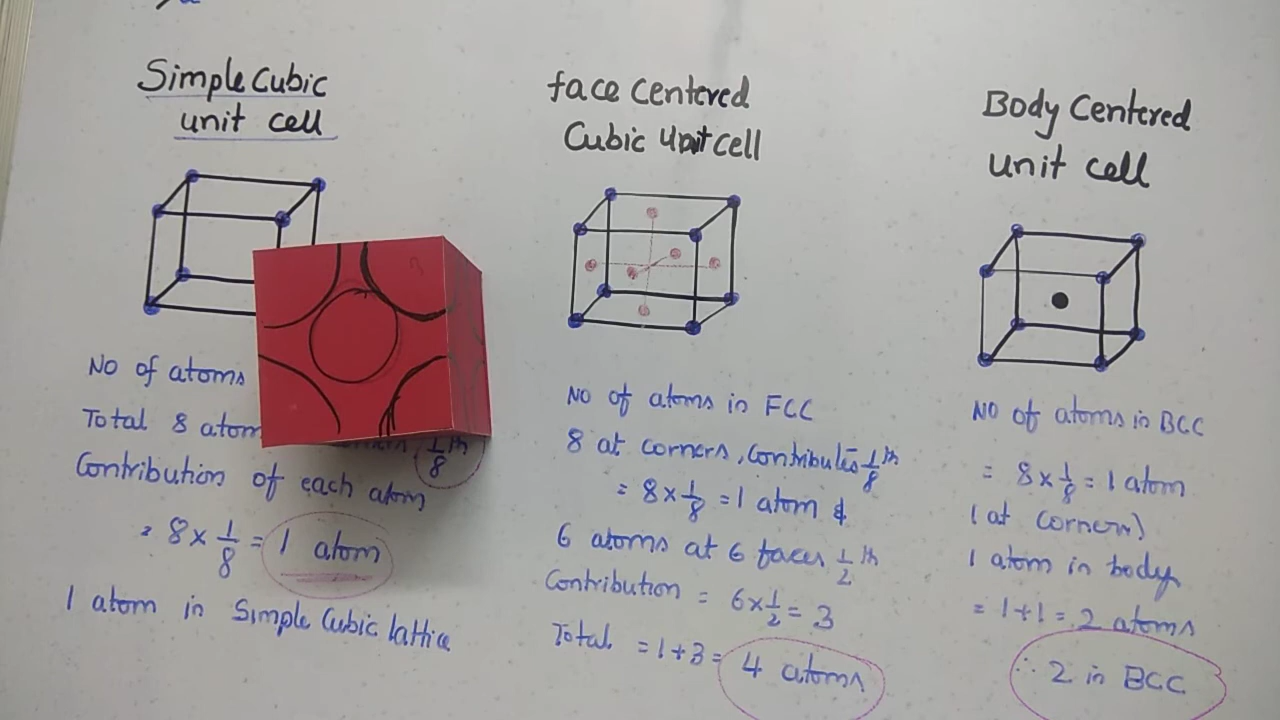 Simple Cubic
unit cell
No of atoms
Total 8 atom 1/8 th
Contribution of each atom
= 8 × 1/8 = 1 atom
1 atom in Simple Cubic lattice
face Centered
Cubic Unit cell
No of atoms in FCC
8 at corners, Contributes 1/8 th
= 8 × 1/8 = 1 atom &
6 atoms at 6 faces 1/2 th
Contribution = 6 × 1/2 = 3
Total = 1+3 = 4 atoms
Body Centered
unit cell
No of atoms in BCC
= 8 × 1/8 = 1 atom
(at corners)
1 atom in body
= 1+1 = 2 atoms
∴ 2 in BCC